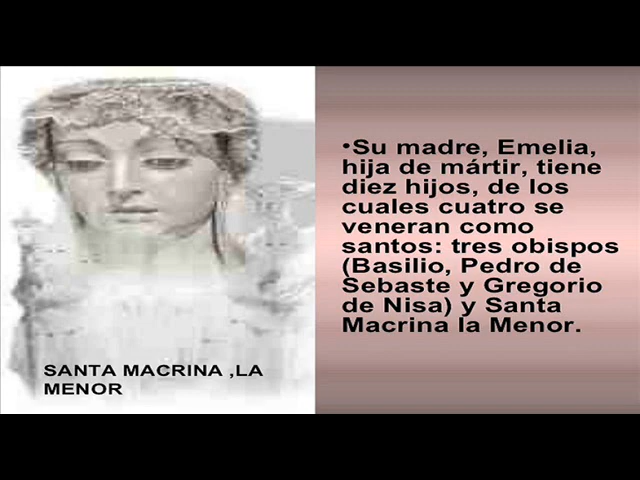 SANTA MACRINA ,LA
MENOR
•Su madre, Emelia,
hija de mártir, tiene
diez hijos, de los
cuales cuatro se
veneran como
santos: tres obispos
(Basilio, Pedro de
Sebaste y Gregorio
de Nisa) y Santa
Macrina la Menor.